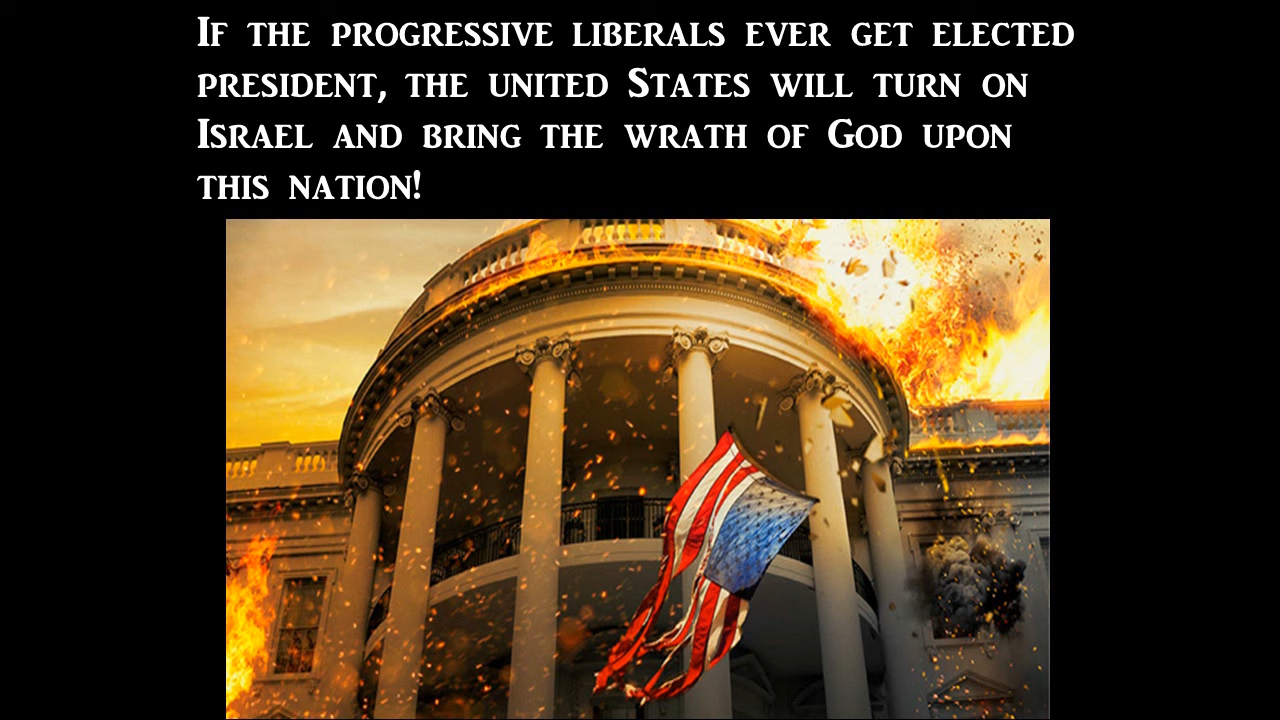 If the progressive liberals ever get elected
president, the united States will turn on
Israel and bring the wrath of God upon
this nation!